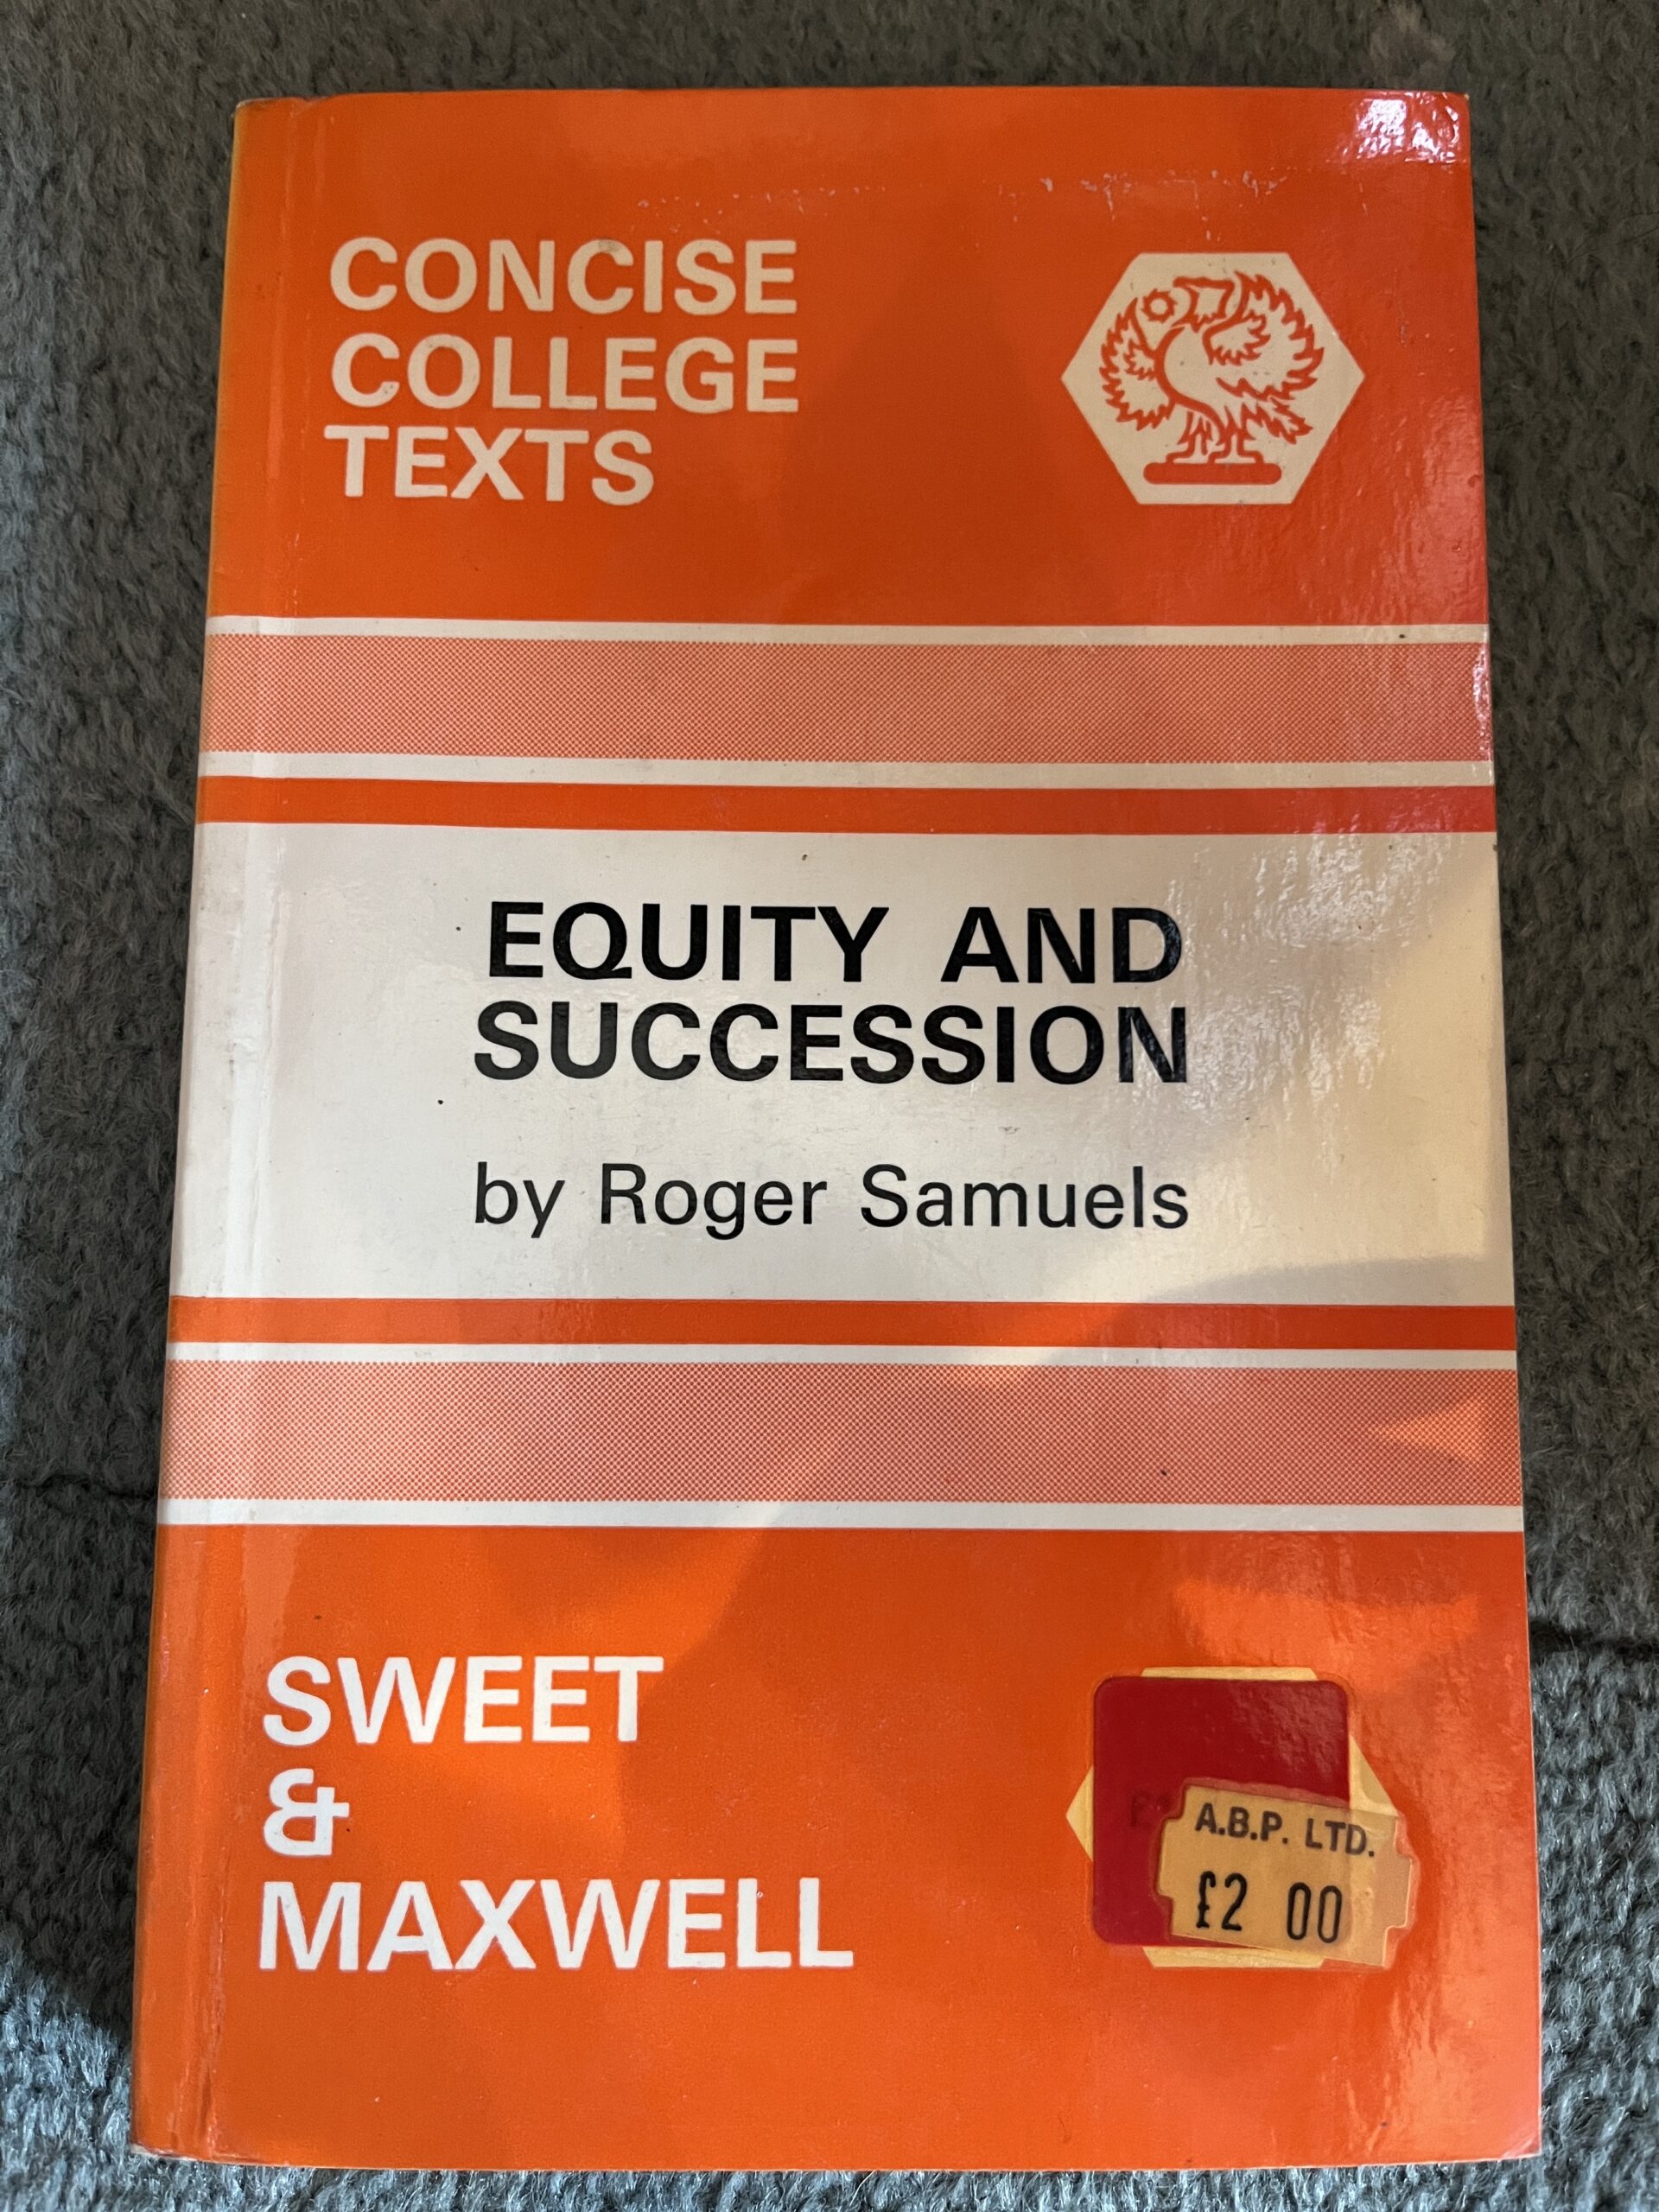 CONCISE
COLLEGE
TEXTS
EQUITY AND
SUCCESSION
by Roger Samuels
SWEET
&
MAXWELL
A.B.P. LTD.
£2 00